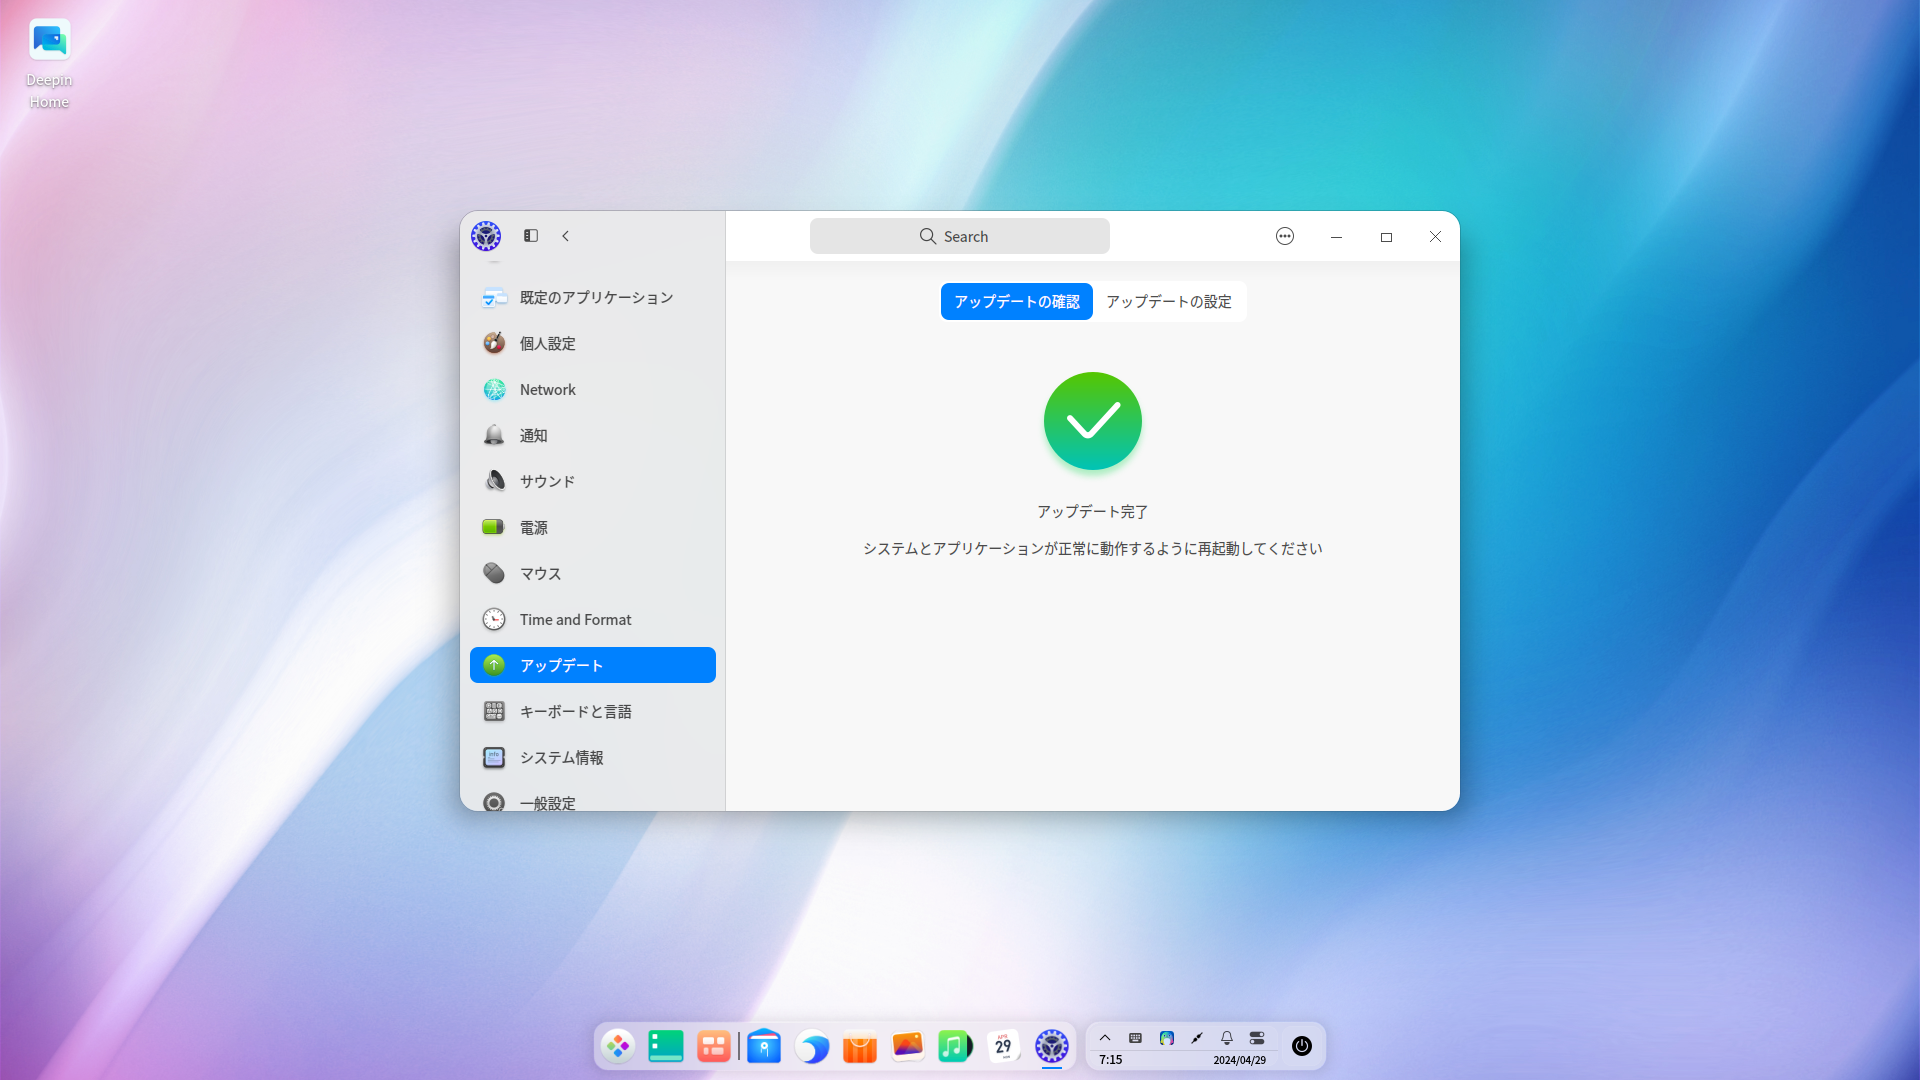 Deepin
Home
Search
既定のアプリケーション
個人設定
Network
通知
サウンド
電源
マウス
Time and Format
アップデート
キーボードと言語
システム情報
一般設定
アップデートの確認
アップデートの設定
アップデート完了
システムとアプリケーションが正常に動作するように再起動してください
29
7:15
2024/04/29